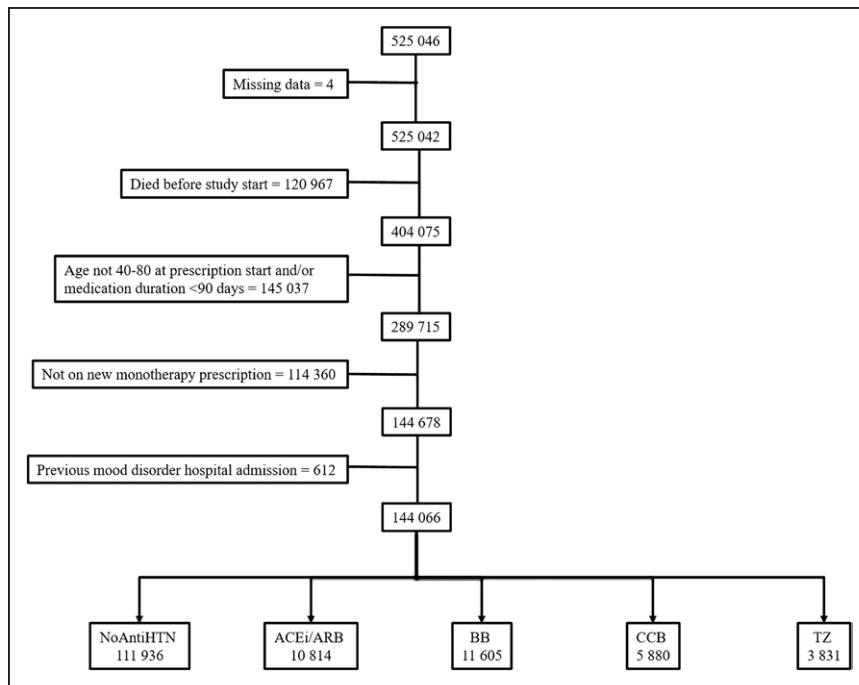 525 046
Missing data = 4
525 042
Died before study start = 120 967
404 075
Age not 40-80 at prescription start and/or
medication duration <90 days = 145 037
289 715
Not on new monotherapy prescription = 114 360
144 678
Previous mood disorder hospital admission = 612
144 066
NoAntiHTN
111 936
ACEi/ARB
10 814
BB
11 605
CCB
5 880
TZ
3 831